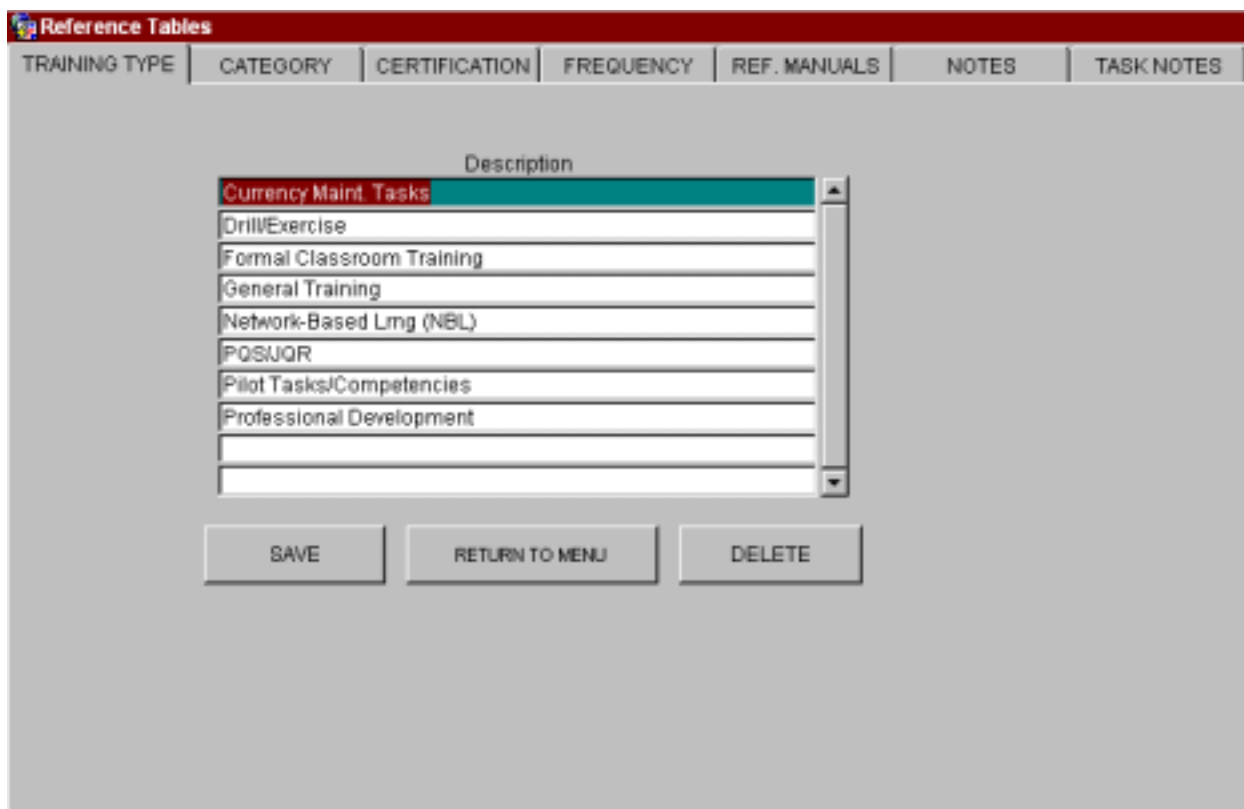 Reference Tables
TRAINING TYPE CATEGORY CERTIFICATION FREQUENCY REF. MANUALS NOTES TASK NOTES
Description
Currency Maint. Tasks
Drill/Exercise
Formal Classroom Training
General Training
Network-Based Lrng (NBL)
PQS/JQR
Pilot Tasks/Competencies
Professional Development
SAVE RETURN TO MENU DELETE